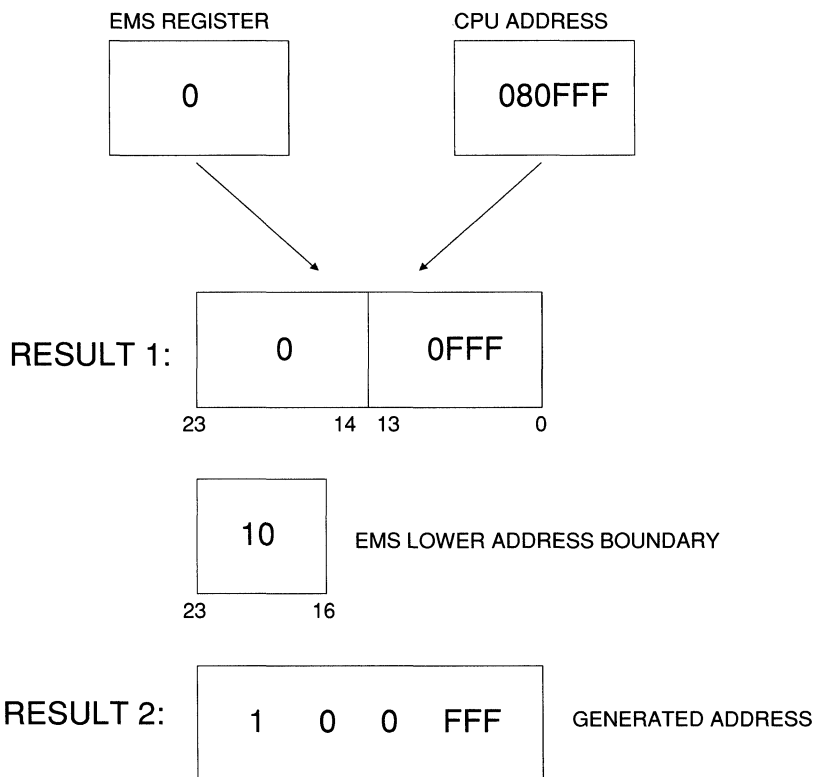 EMS REGISTER CPU ADDRESS
0 080FFF
RESULT 1: 0 0FFF
23 14 13 0
10 EMS LOWER ADDRESS BOUNDARY
23 16
RESULT 2: 1 0 0 FFF GENERATED ADDRESS